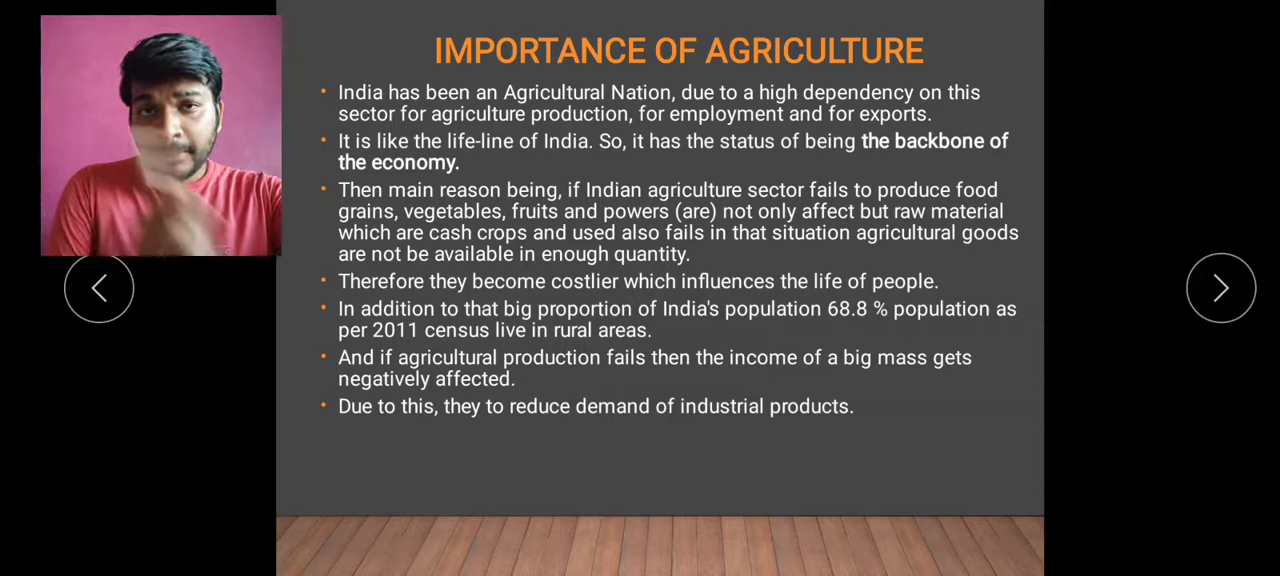 IMPORTANCE OF AGRICULTURE
• India has been an Agricultural Nation, due to a high dependency on this
sector for agriculture production, for employment and for exports.
• It is like the life-line of India. So, it has the status of being the backbone of
the economy.
• Then main reason being, if Indian agriculture sector fails to produce food
grains, vegetables, fruits and powers (are) not only affect but raw material
which are cash crops and used also fails in that situation agricultural goods
are not be available in enough quantity.
• Therefore they become costlier which influences the life of people.
• In addition to that big proportion of India's population 68.8 % population as
per 2011 census live in rural areas.
• And if agricultural production fails then the income of a big mass gets
negatively affected.
• Due to this, they to reduce demand of industrial products.